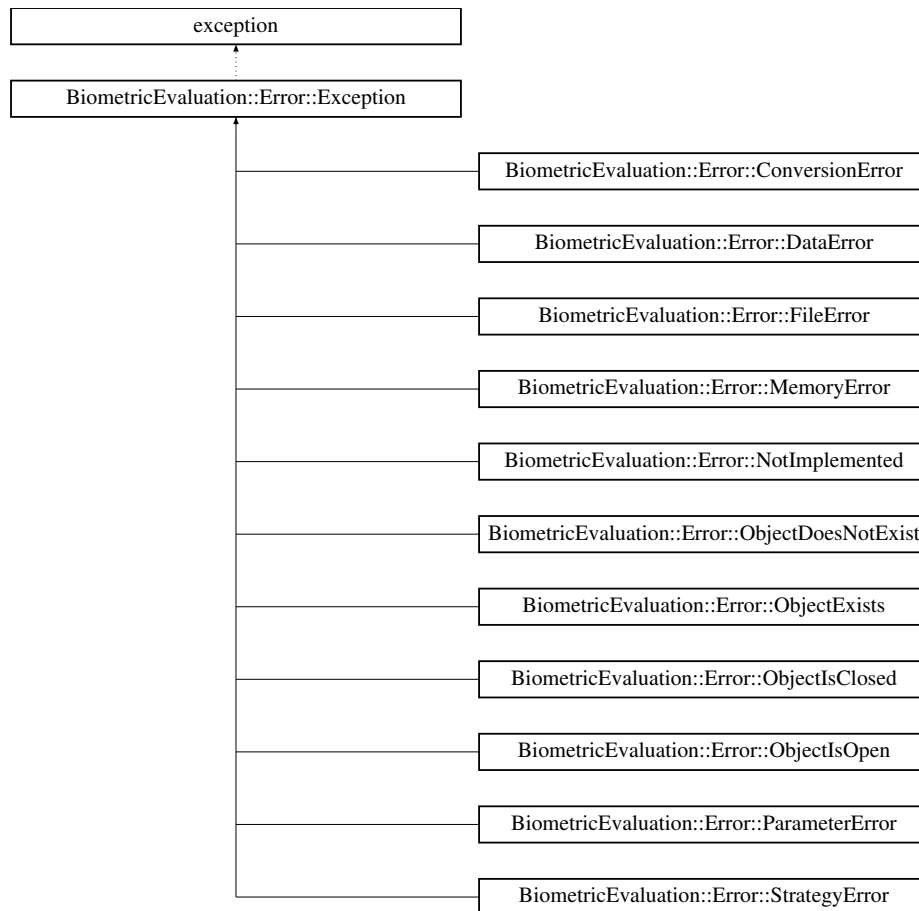 exception
BiometricEvaluation::Error::Exception
BiometricEvaluation::Error::ConversionError
BiometricEvaluation::Error::DataError
BiometricEvaluation::Error::FileError
BiometricEvaluation::Error::MemoryError
BiometricEvaluation::Error::NotImplemented
BiometricEvaluation::Error::ObjectDoesNotExist
BiometricEvaluation::Error::ObjectExists
BiometricEvaluation::Error::ObjectIsClosed
BiometricEvaluation::Error::ObjectIsOpen
BiometricEvaluation::Error::ParameterError
BiometricEvaluation::Error::StrategyError